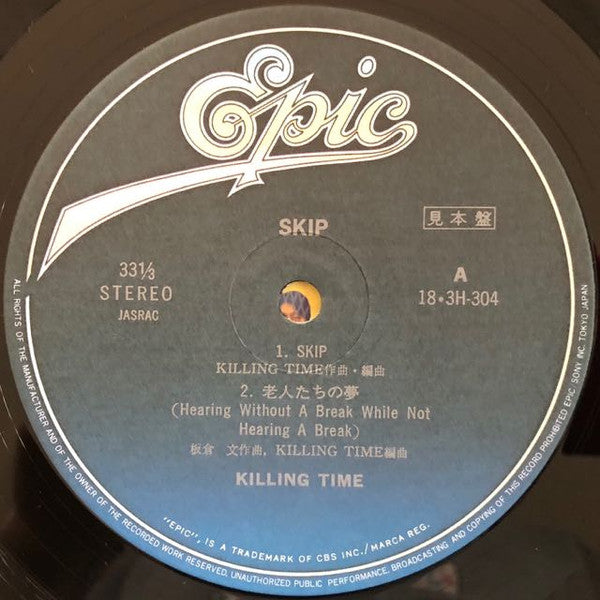 Epic
SKIP
見本盤
33⅓
STEREO
JASRAC
A
18•3H-304
1. SKIP
KILLING TIME作曲・編曲
2. 老人たちの夢
(Hearing Without A Break While Not
Hearing A Break)
板倉 文作曲, KILLING TIME編曲
KILLING TIME
"EPIC", IS A TRADEMARK OF CBS INC./MARCA REG.
ALL RIGHTS OF THE MANUFACTURER AND OF THE OWNER OF THE RECORDED WORK RESERVED. UNAUTHORIZED PUBLIC PERFORMANCE, BROADCASTING AND COPYING OF THIS RECORD PROHIBITED EPIC SONY INC. TOKYO JAPAN